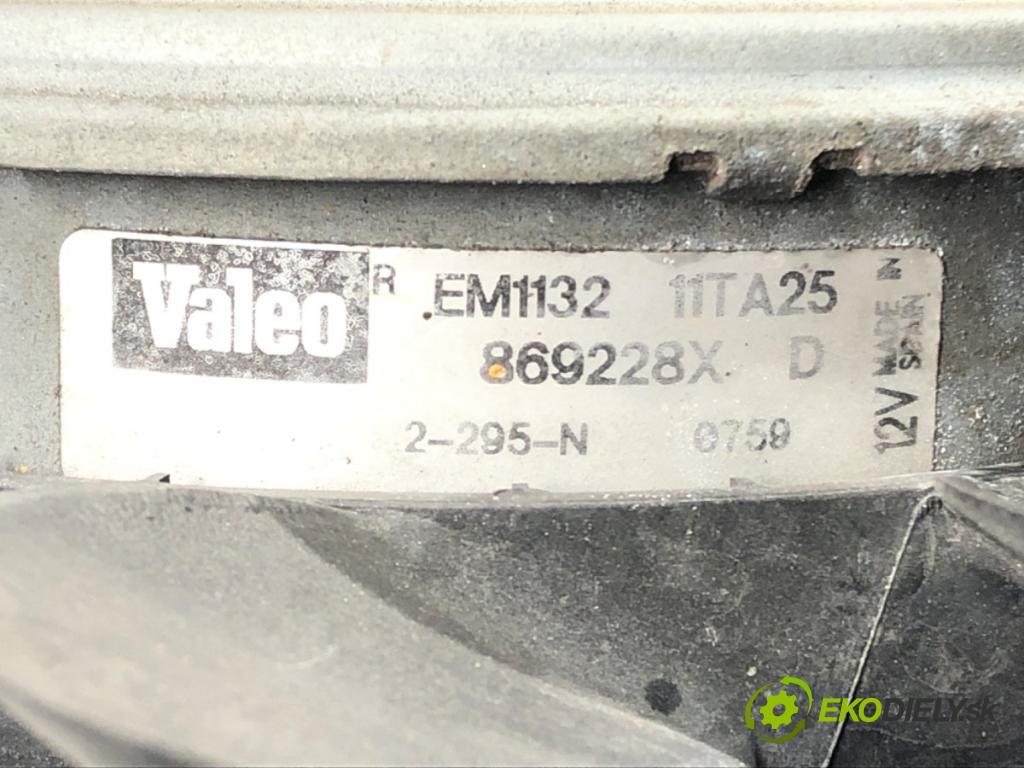 Valeo R EM1132 11TA25
869228X D
2-295-N 0759
12V MADE IN SPAIN
EKODIELY.sk